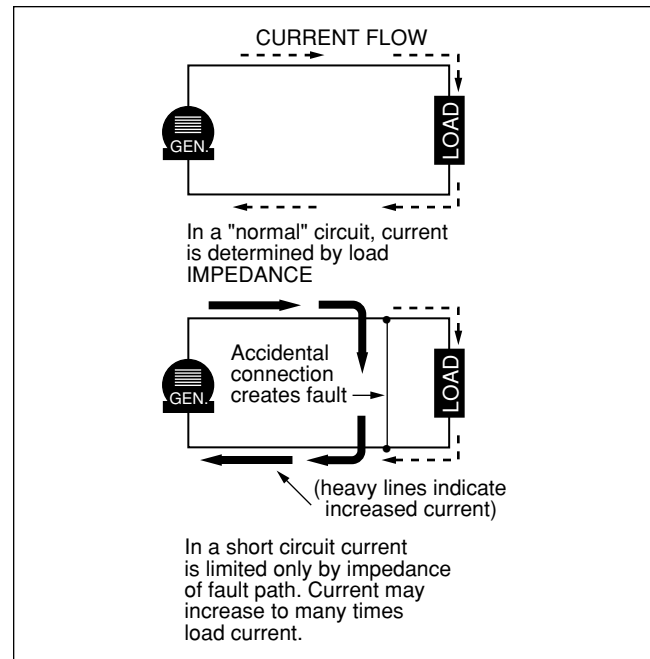 CURRENT FLOW
GEN.
LOAD
In a "normal" circuit, current
is determined by load
IMPEDANCE
Accidental
connection
creates fault
GEN.
LOAD
(heavy lines indicate
increased current)
In a short circuit current
is limited only by impedance
of fault path. Current may
increase to many times
load current.